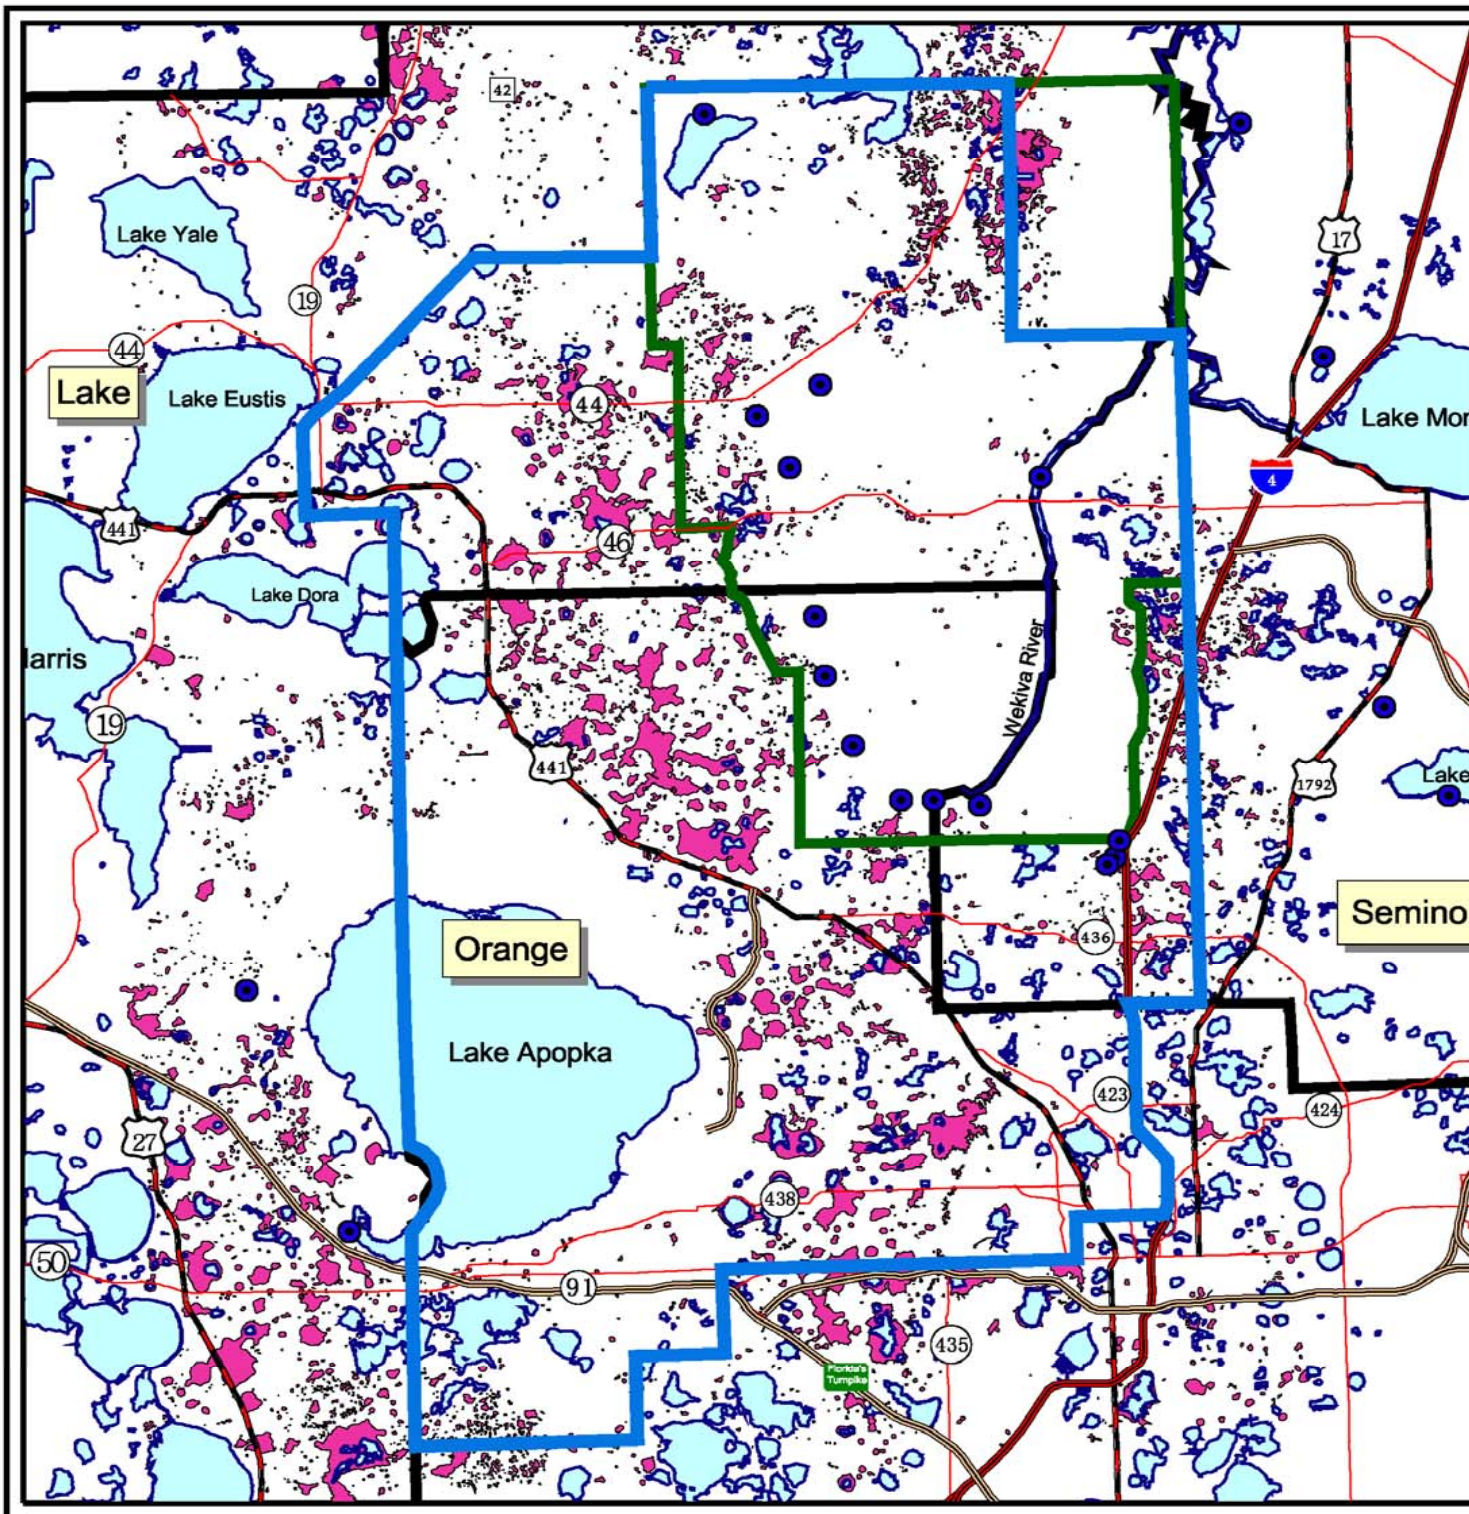 42
Lake Yale
17
19
44
Lake
Lake Eustis
44
Lake Mor
4
441
46
Lake Dora
Wekiva River
larris
19
441
1792
Lake
Semino
436
Orange
Lake Apopka
423
424
27
438
50
91
435
Florida's
Turnpike